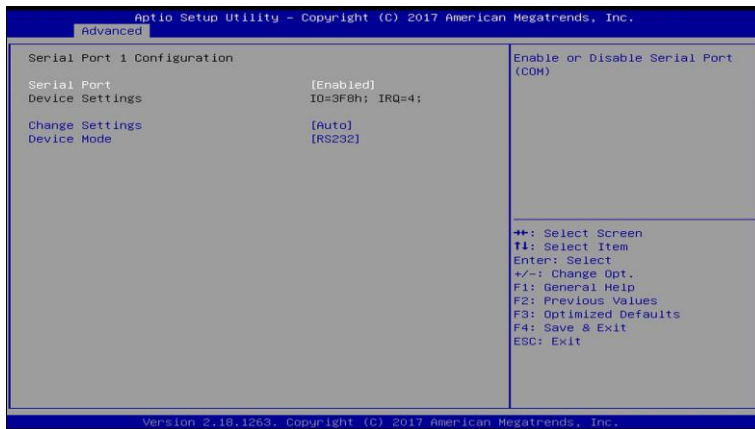 Aptio Setup Utility – Copyright (C) 2017 American Megatrends, Inc.
Advanced
Serial Port 1 Configuration
Serial Port [Enabled]
Device Settings IO=3F8h; IRQ=4;
Change Settings [Auto]
Device Mode [RS232]
Enable or Disable Serial Port
(COM)
→←: Select Screen
↑↓: Select Item
Enter: Select
+/-: Change Opt.
F1: General Help
F2: Previous Values
F3: Optimized Defaults
F4: Save & Exit
ESC: Exit
Version 2.18.1263. Copyright (C) 2017 American Megatrends, Inc.